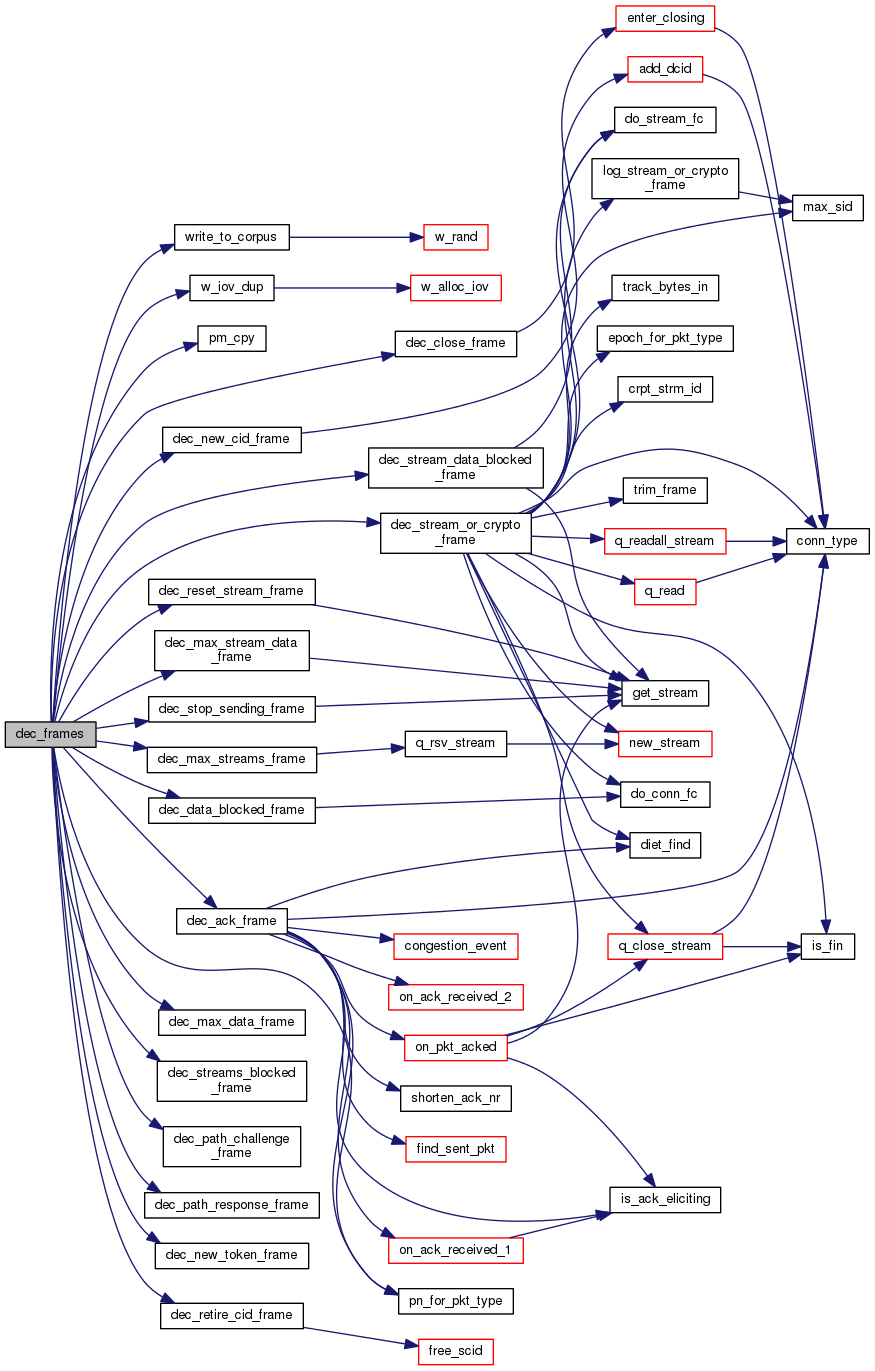 enter_closing
add_dcid
do_stream_fc
log_stream_or_crypto
_frame
max_sid
write_to_corpus
w_rand
w_iov_dup
w_alloc_iov
track_bytes_in
pm_cpy
dec_close_frame
epoch_for_pkt_type
crpt_strm_id
dec_new_cid_frame
dec_stream_data_blocked
_frame
trim_frame
dec_stream_or_crypto
_frame
q_readall_stream
conn_type
dec_reset_stream_frame
q_read
dec_max_stream_data
_frame
get_stream
dec_stop_sending_frame
dec_frames
q_rsv_stream
new_stream
dec_max_streams_frame
do_conn_fc
dec_data_blocked_frame
diet_find
dec_ack_frame
congestion_event
q_close_stream
is_fin
on_ack_received_2
dec_max_data_frame
on_pkt_acked
dec_streams_blocked
_frame
shorten_ack_nr
dec_path_challenge
_frame
find_sent_pkt
dec_path_response_frame
is_ack_eliciting
dec_new_token_frame
on_ack_received_1
pn_for_pkt_type
dec_retire_cid_frame
free_scid